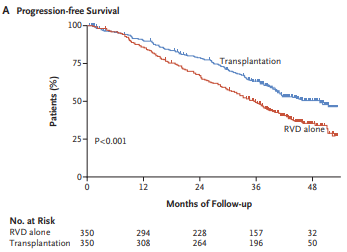 A Progression-free Survival
100
75
50
25
0
Patients (%)
Transplantation
RVD alone
P<0.001
0 12 24 36 48
Months of Follow-up
No. at Risk
RVD alone 350 294 228 157 32
Transplantation 350 308 264 196 50